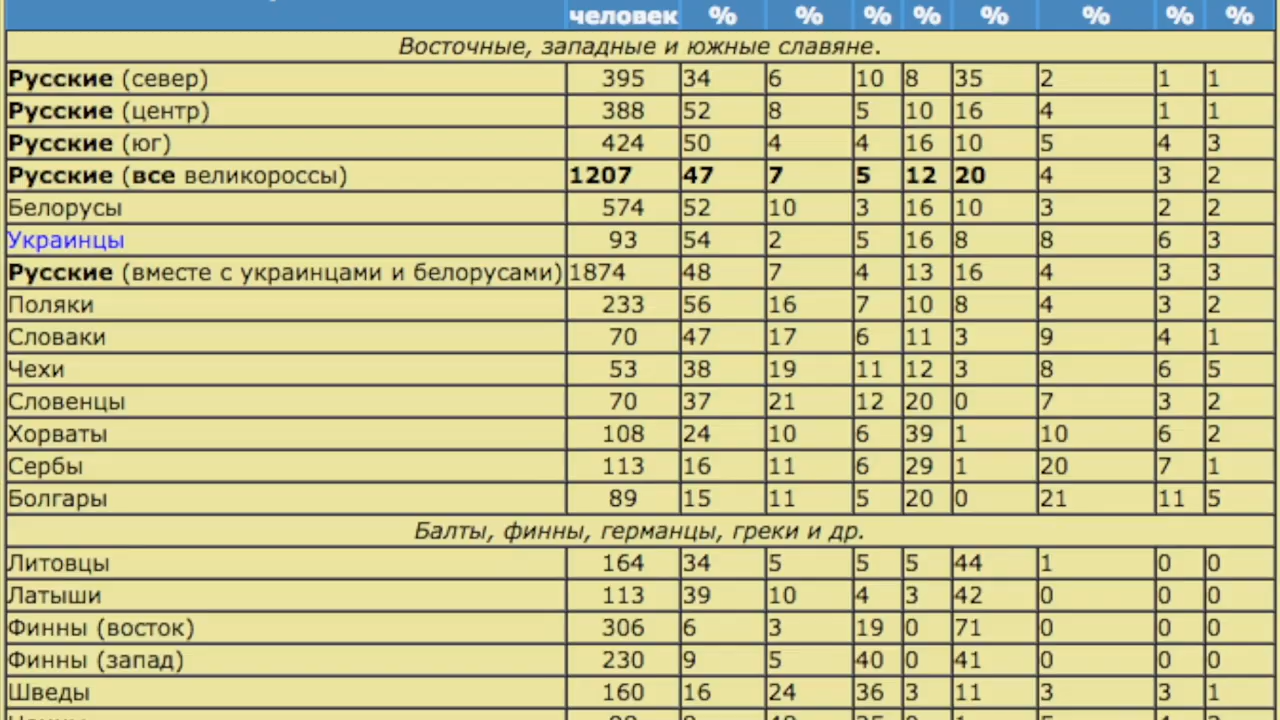 человек % % % % % % % %
Восточные, западные и южные славяне.
Русские (север) 395 34 6 10 8 35 2 1 1
Русские (центр) 388 52 8 5 10 16 4 1 1
Русские (юг) 424 50 4 4 16 10 5 4 3
Русские (все великороссы) 1207 47 7 5 12 20 4 3 2
Белорусы 574 52 10 3 16 10 3 2 2
Украинцы 93 54 2 5 16 8 8 6 3
Русские (вместе с украинцами и белорусами) 1874 48 7 4 13 16 4 3 3
Поляки 233 56 16 7 10 8 4 3 2
Словаки 70 47 17 6 11 3 9 4 1
Чехи 53 38 19 11 12 3 8 6 5
Словенцы 70 37 21 12 20 0 7 3 2
Хорваты 108 24 10 6 39 1 10 6 2
Сербы 113 16 11 6 29 1 20 7 1
Болгары 89 15 11 5 20 0 21 11 5
Балты, финны, германцы, греки и др.
Литовцы 164 34 5 5 5 44 1 0 0
Латыши 113 39 10 4 3 42 0 0 0
Финны (восток) 306 6 3 19 0 71 0 0 0
Финны (запад) 230 9 5 40 0 41 0 0 0
Шведы 160 16 24 36 3 11 3 3 1